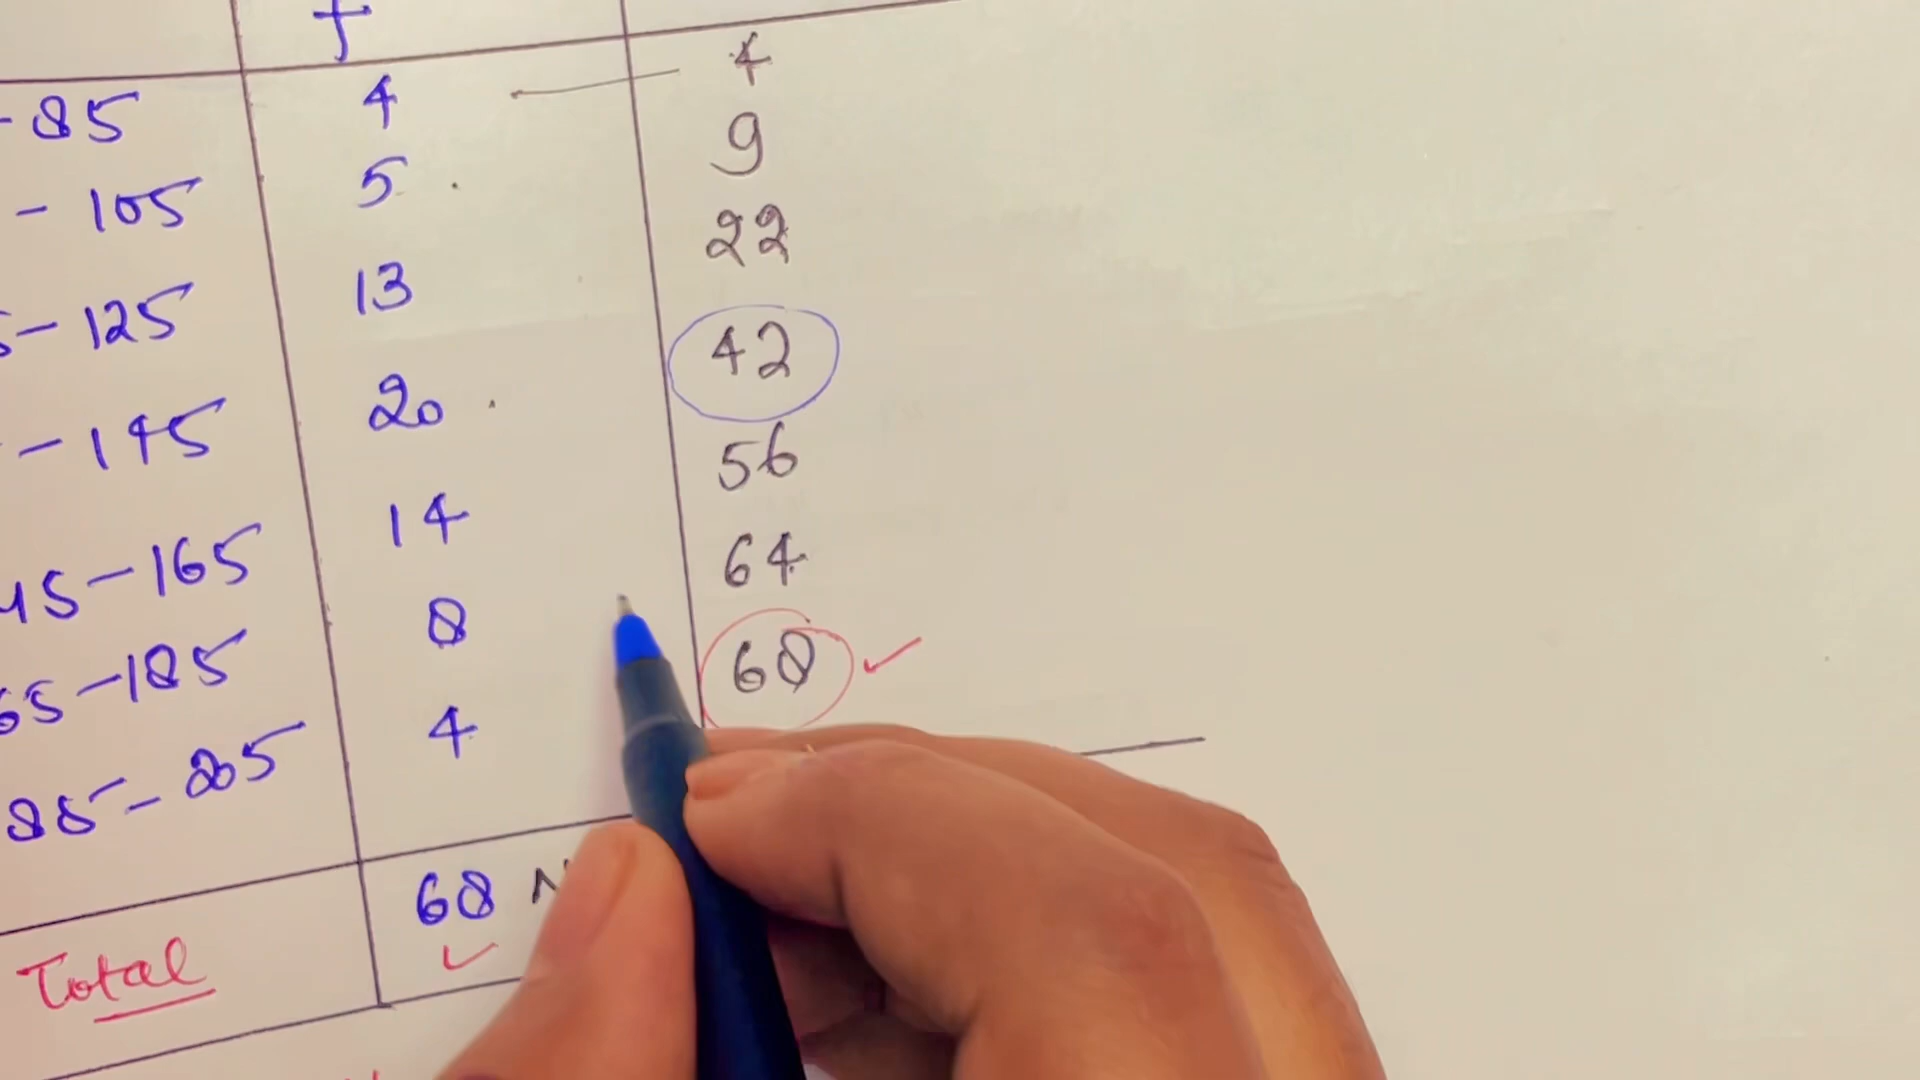 f
-85 4 4
- 105 5 9
5-125 13 22
-145 20 42
45-165 14 56
65-185 8 64
85-205 4 68
Total 68 N